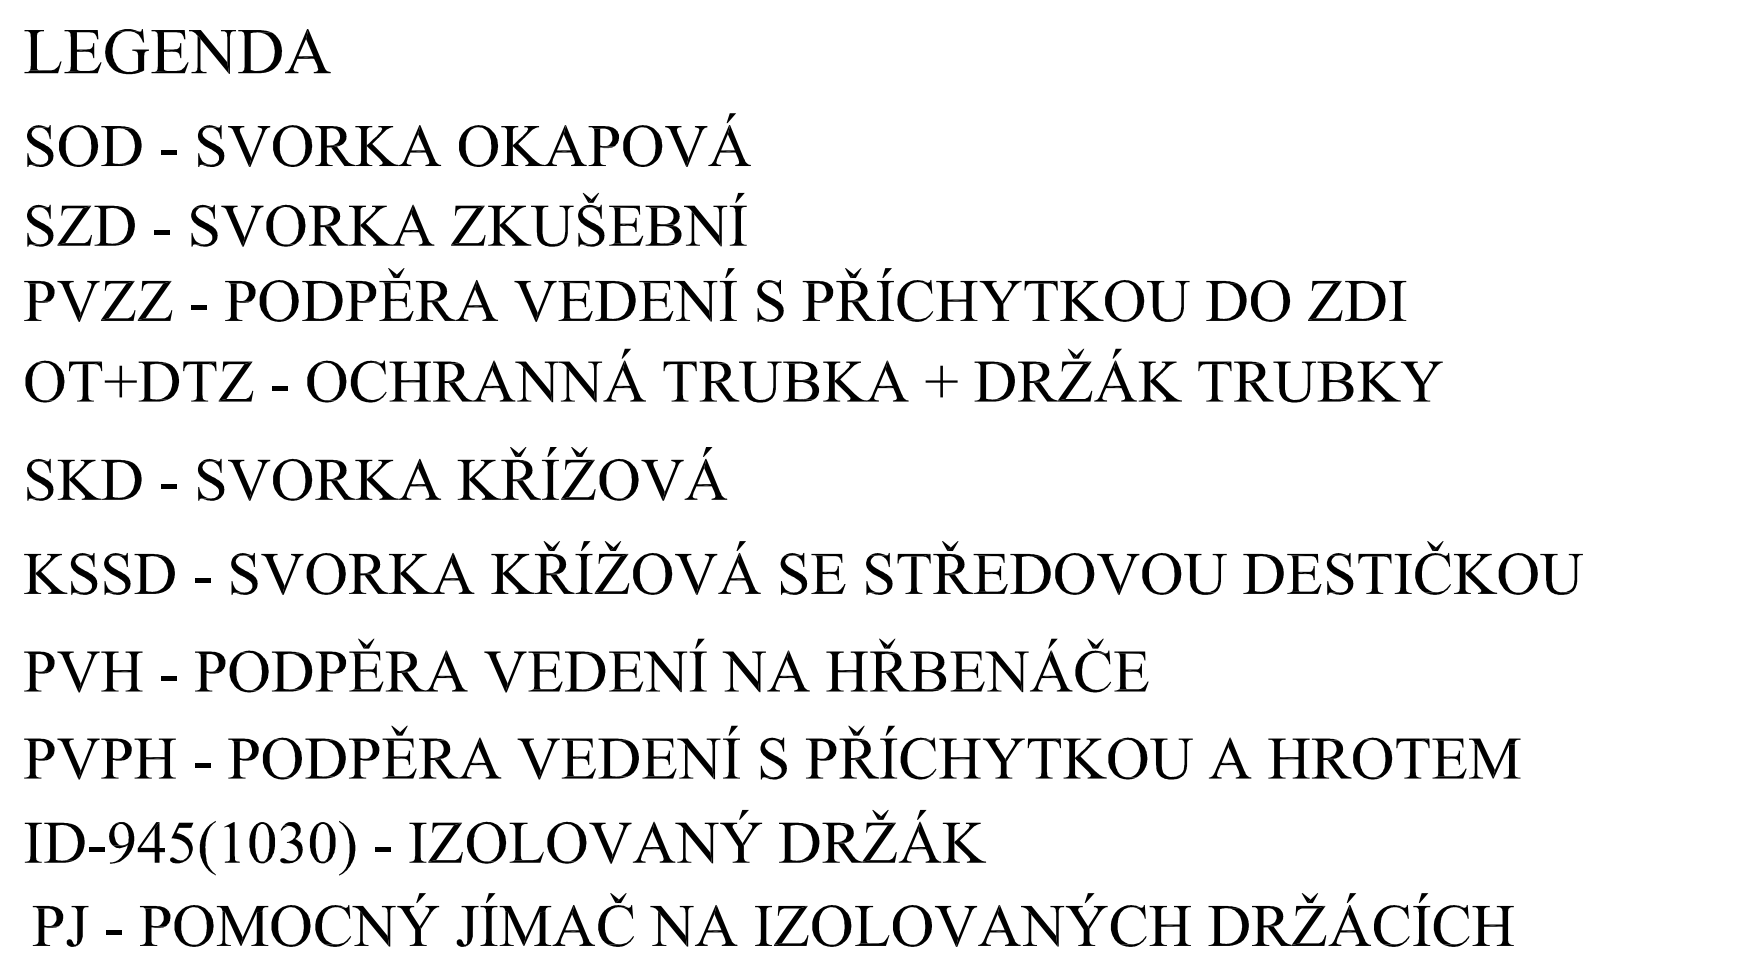 LEGENDA
SOD - SVORKA OKAPOVÁ
SZD - SVORKA ZKUŠEBNÍ
PVZZ - PODPĚRA VEDENÍ S PŘÍCHYTKOU DO ZDI
OT+DTZ - OCHRANNÁ TRUBKA + DRŽÁK TRUBKY
SKD - SVORKA KŘÍŽOVÁ
KSSD - SVORKA KŘÍŽOVÁ SE STŘEDOVOU DESTIČKOU
PVH - PODPĚRA VEDENÍ NA HŘBENÁČE
PVPH - PODPĚRA VEDENÍ S PŘÍCHYTKOU A HROTEM
ID-945(1030) - IZOLOVANÝ DRŽÁK
PJ - POMOCNÝ JÍMAČ NA IZOLOVANÝCH DRŽÁCÍCH